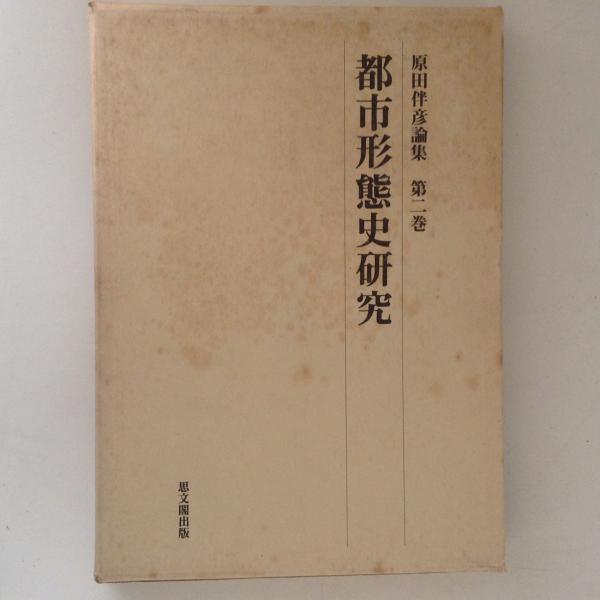 原田伴彦論集 第二巻
都市形態史研究
思文閣出版